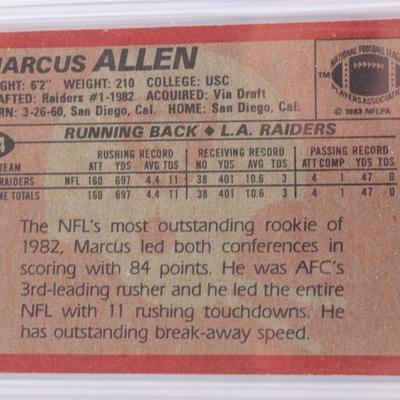 MARCUS ALLEN
IGHT: 6'2" WEIGHT: 210 COLLEGE: USC
AFTED: Raiders #1-1982 ACQUIRED: Via Draft
RN: 3-26-60, San Diego, Cal. HOME: San Diego, Cal.
NATIONAL FOOTBALL LEAGUE
PLAYERS ASSOCIATION
TM
© 1983 NFLPA
RUNNING BACK ◆ L.A. RAIDERS
RUSHING RECORD RECEIVING RECORD PASSING RECORD
TEAM ATT YDS AVG TDS NO YDS AVG TDS ATT COMP YDS TD
RAIDERS NFL 160 697 4.4 11 38 401 10.6 3 4 1 47 0
ME TOTALS 160 697 4.4 11 38 401 10.6 3 4 1 47 0
The NFL's most outstanding rookie of
1982, Marcus led both conferences in
scoring with 84 points. He was AFC's
3rd-leading rusher and he led the entire
NFL with 11 rushing touchdowns. He
has outstanding break-away speed.